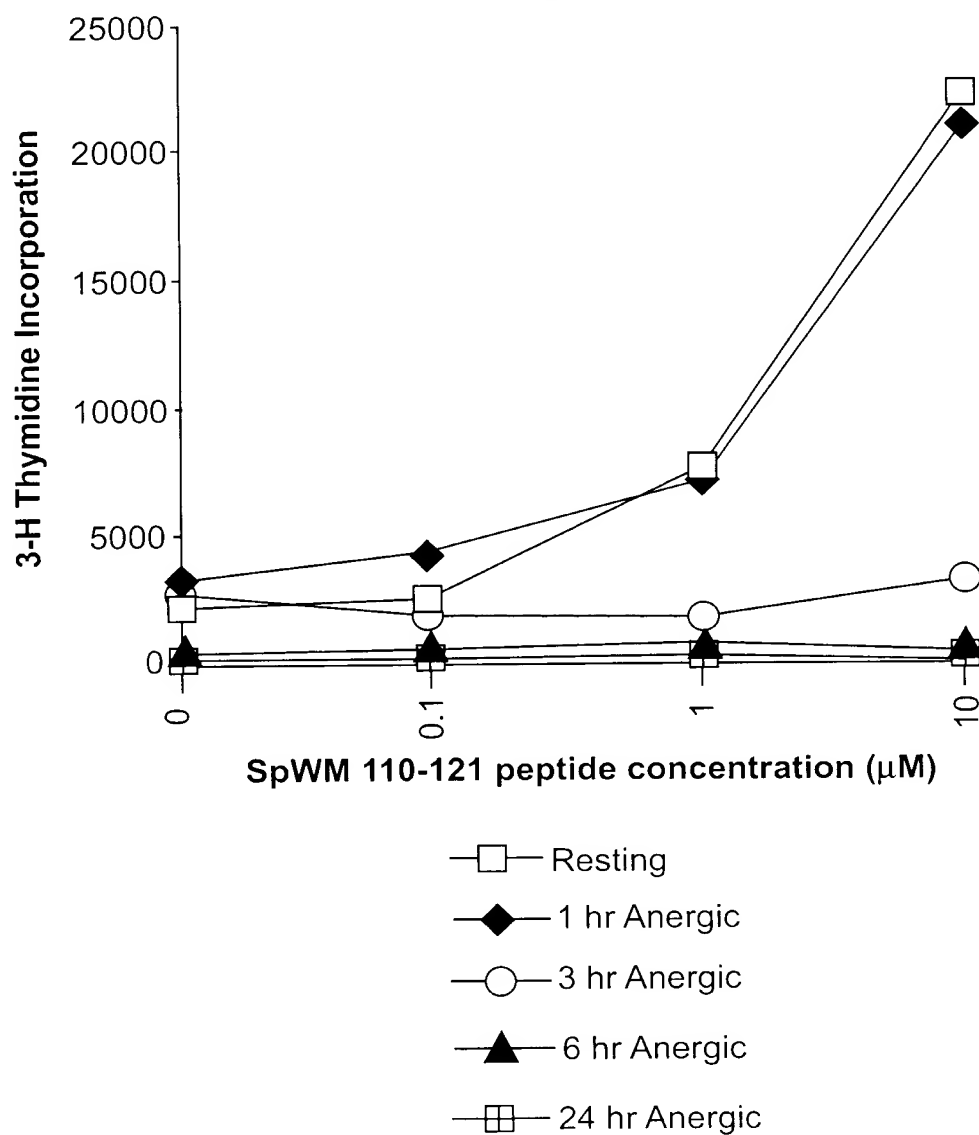 25000
20000
15000
10000
5000
0
3-H Thymidine Incorporation
0
0.1
1
10
SpWM 110-121 peptide concentration (μM)
Resting
1 hr Anergic
3 hr Anergic
6 hr Anergic
24 hr Anergic